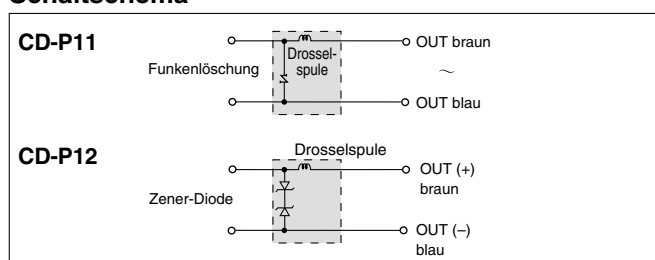 Schaltschema
CD-P11
Drossel-
spule
Funkenlöschung
OUT braun
~
OUT blau
CD-P12
Drosselspule
Zener-Diode
OUT (+)
braun
OUT (–)
blau